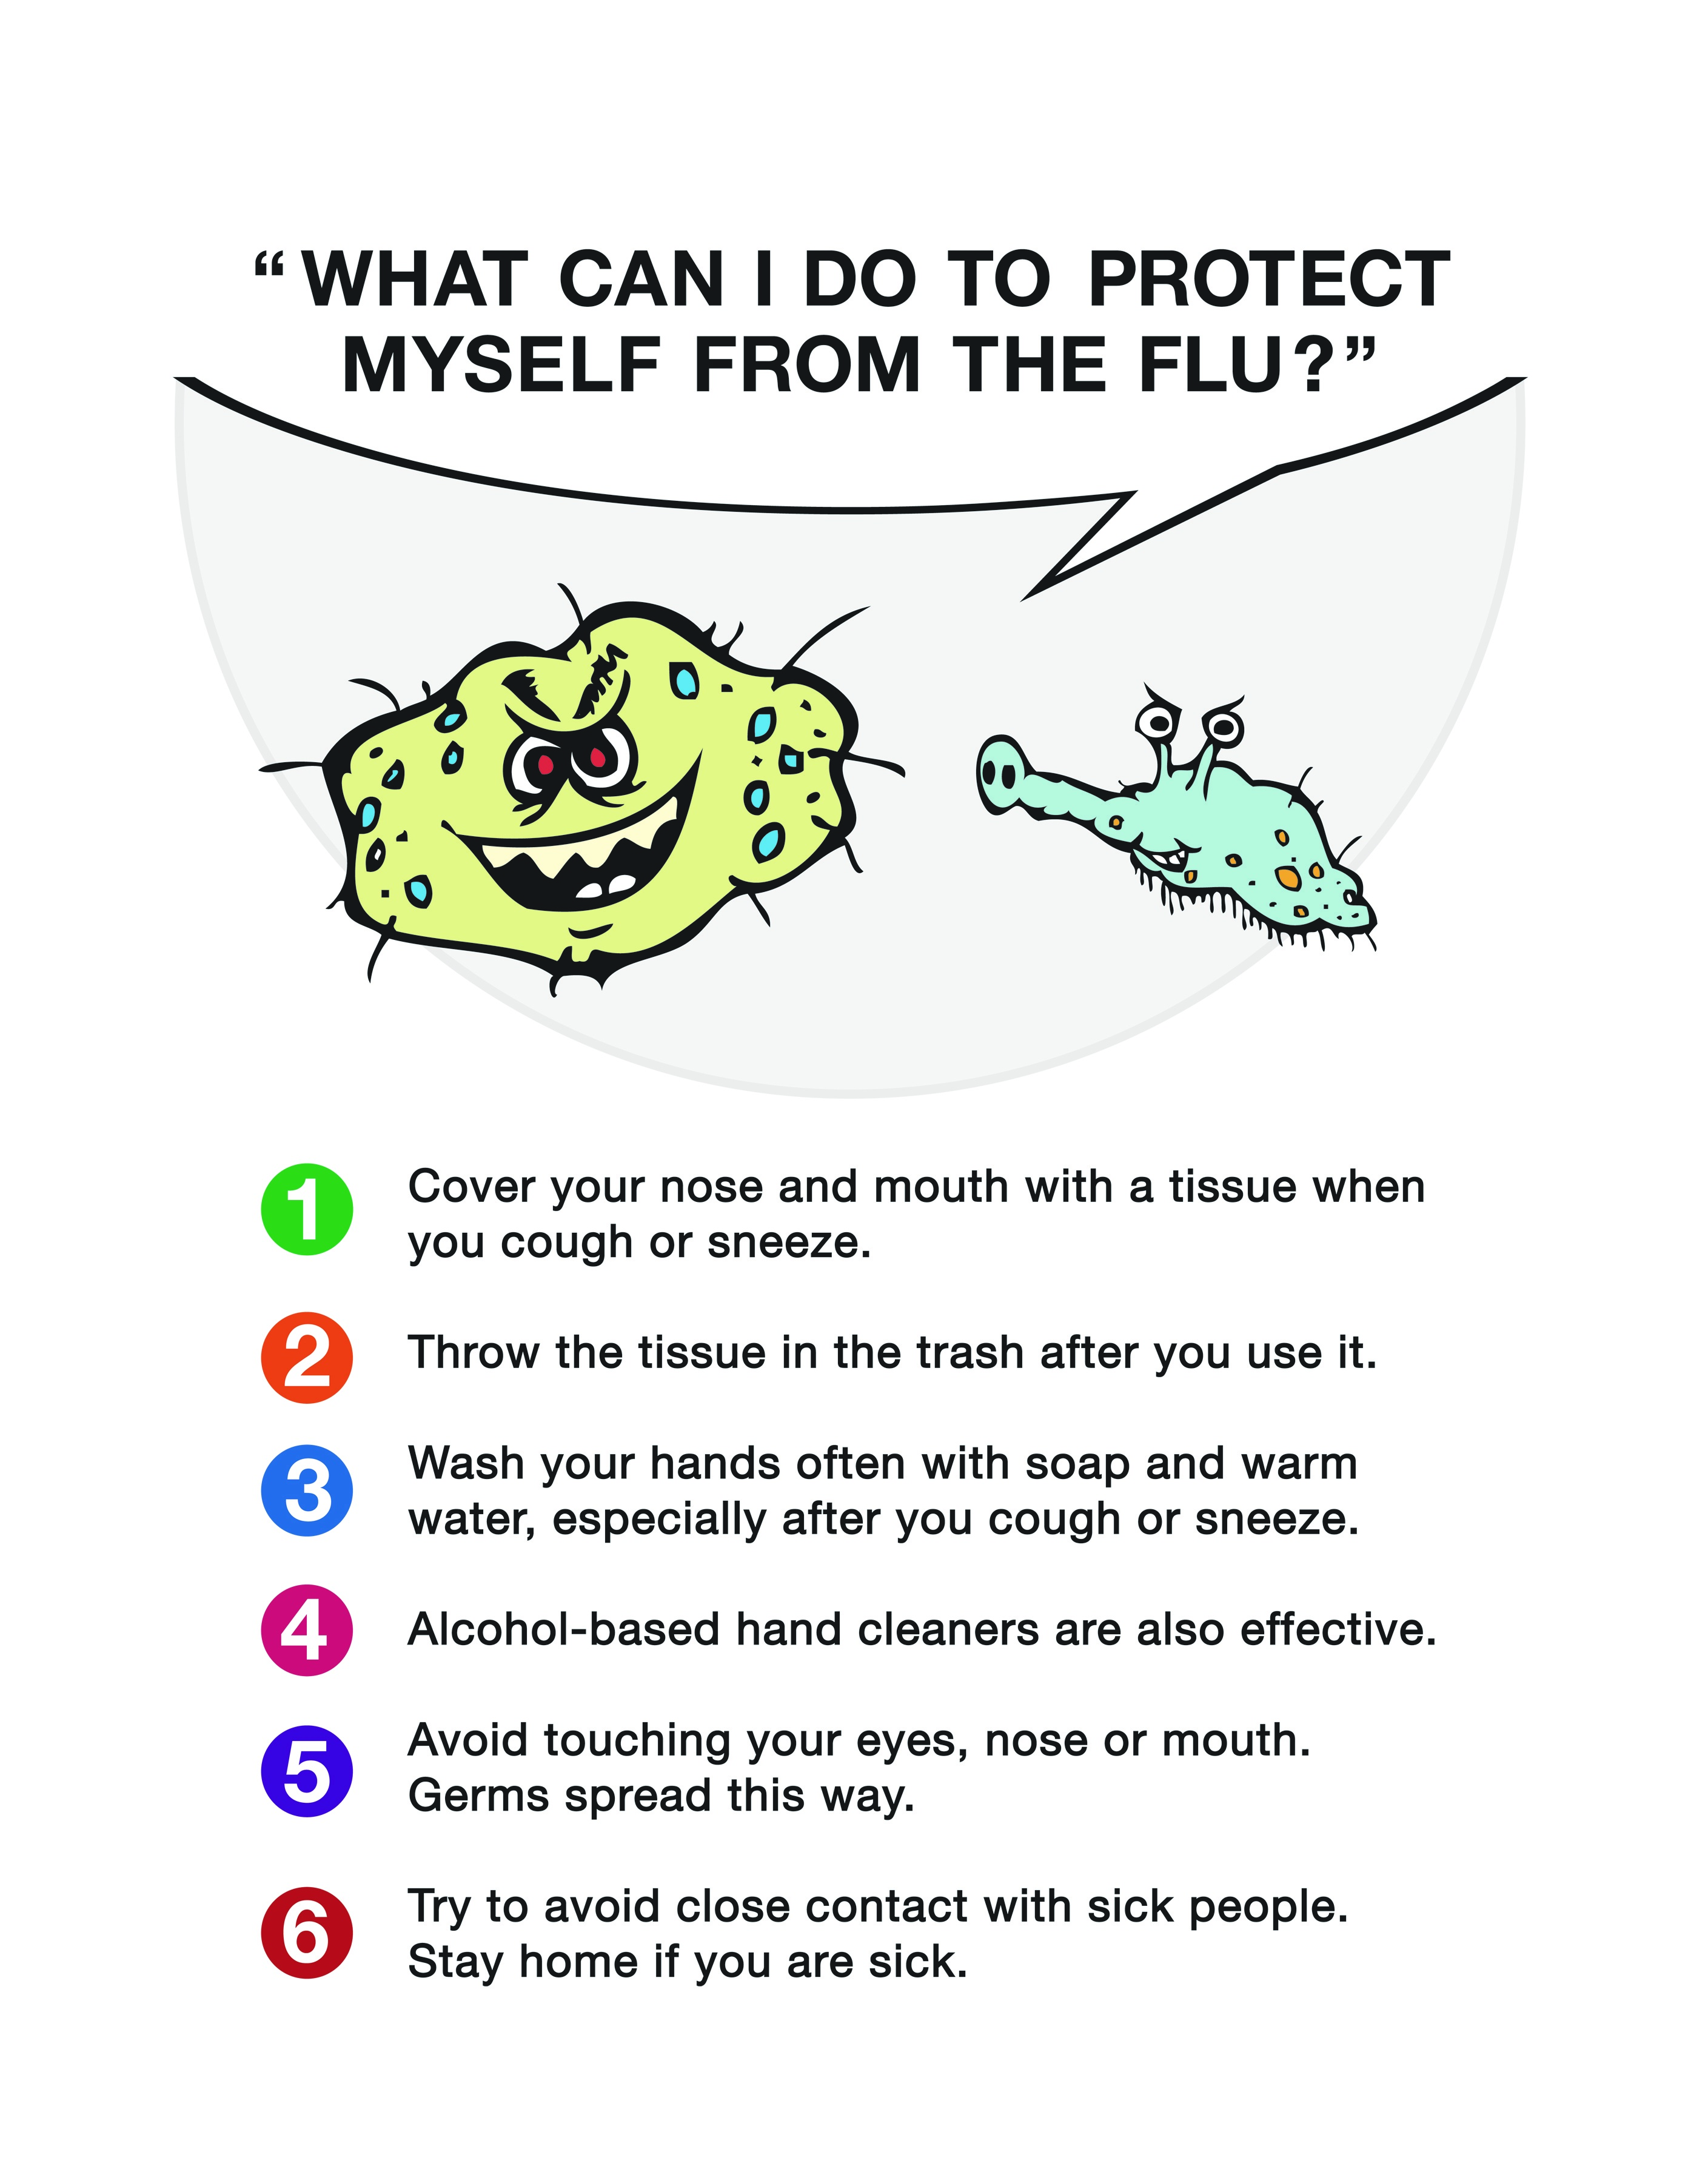 “WHAT CAN I DO TO PROTECT
MYSELF FROM THE FLU?”
1 Cover your nose and mouth with a tissue when
you cough or sneeze.
2 Throw the tissue in the trash after you use it.
3 Wash your hands often with soap and warm
water, especially after you cough or sneeze.
4 Alcohol-based hand cleaners are also effective.
5 Avoid touching your eyes, nose or mouth.
Germs spread this way.
6 Try to avoid close contact with sick people.
Stay home if you are sick.